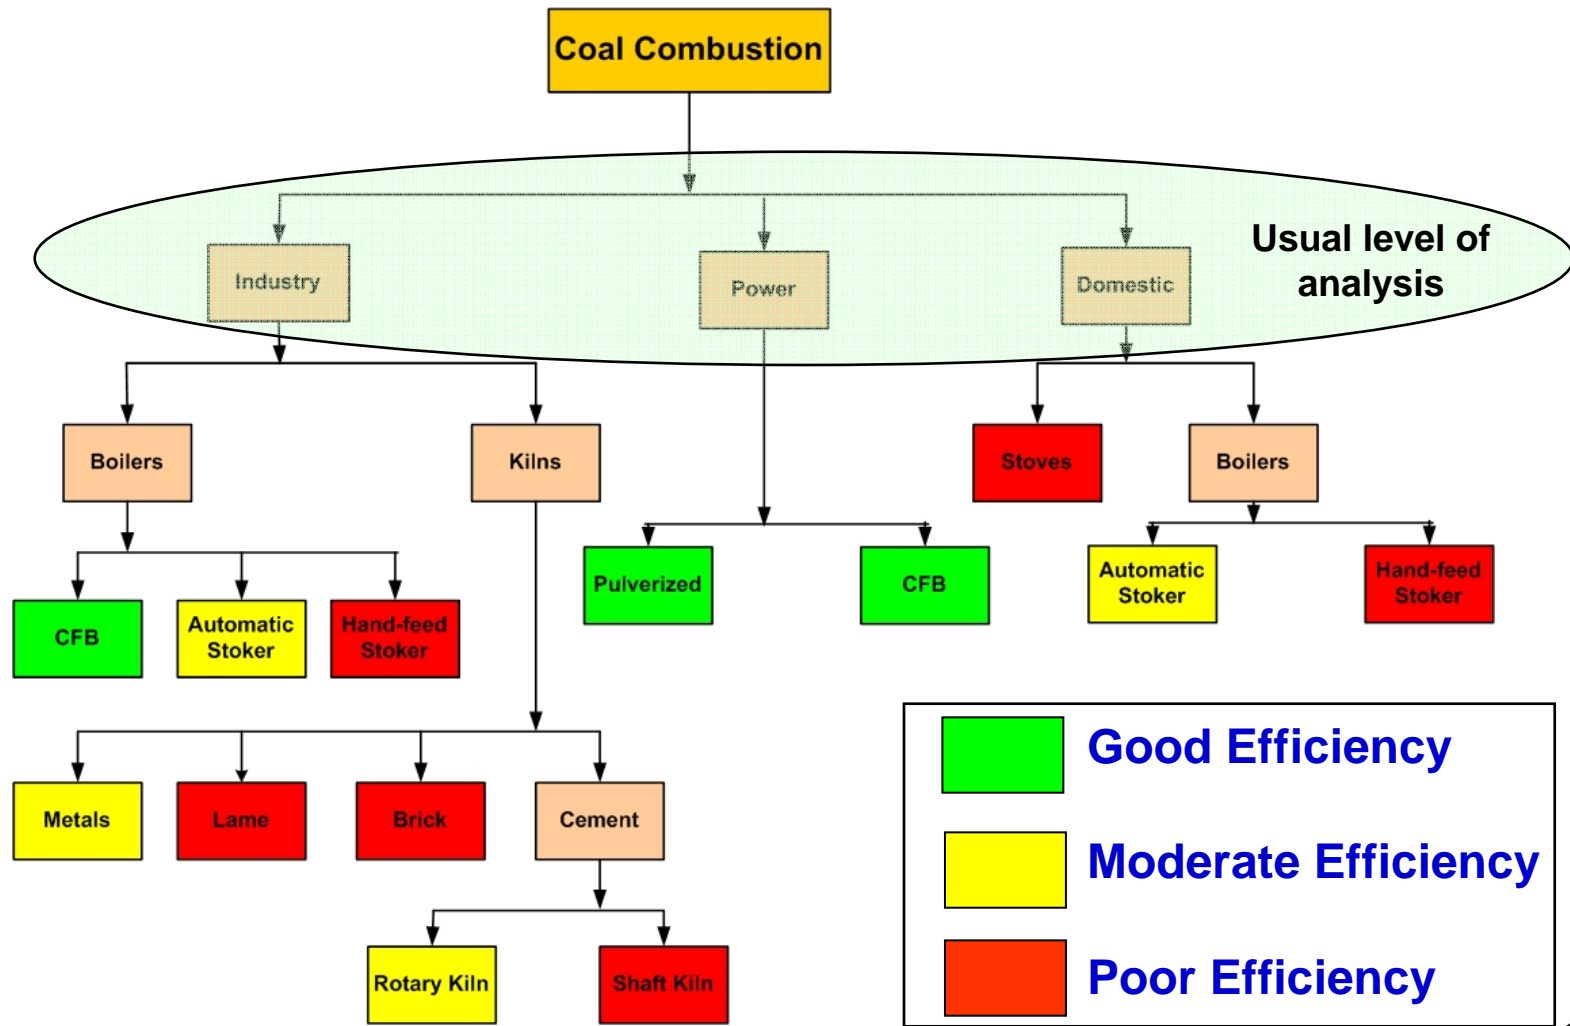 Coal Combustion
Usual level of
analysis
Industry
Power
Domestic
Boilers
Kilns
Stoves
Boilers
Pulverized
CFB
Automatic
Stoker
Hand-feed
Stoker
CFB
Automatic
Stoker
Hand-feed
Stoker
Metals
Lame
Brick
Cement
Rotary Kiln
Shaft Kiln
Good Efficiency
Moderate Efficiency
Poor Efficiency